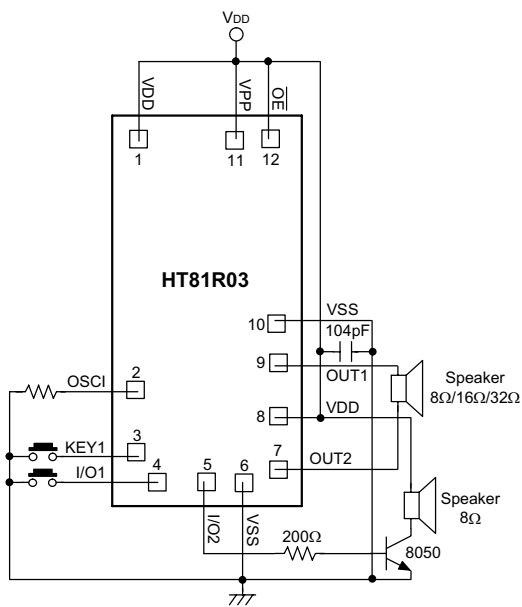 VDD
VDD
VPP
OE
1
11
12
HT81R03
10
VSS
104pF
9
OUT1
Speaker
8Ω/16Ω/32Ω
2
OSCI
8
VDD
3
KEY1
7
OUT2
4
I/O1
5
6
I/O2
VSS
Speaker
8Ω
200Ω
8050